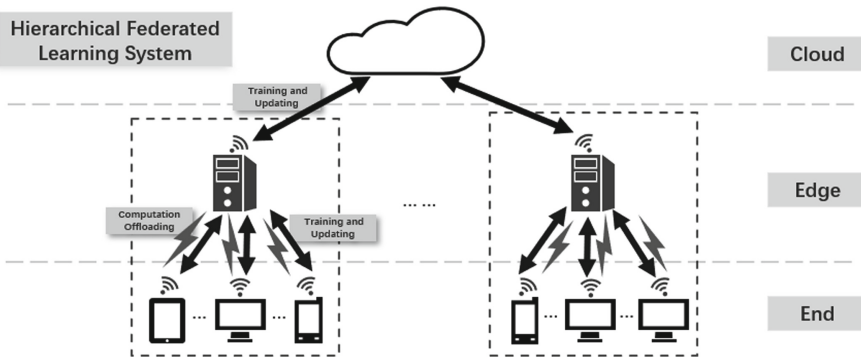 Hierarchical Federated
Learning System
Cloud
Training and
Updating
Edge
... ...
Computation
Offloading
Training and
Updating
End
... ... ... ...